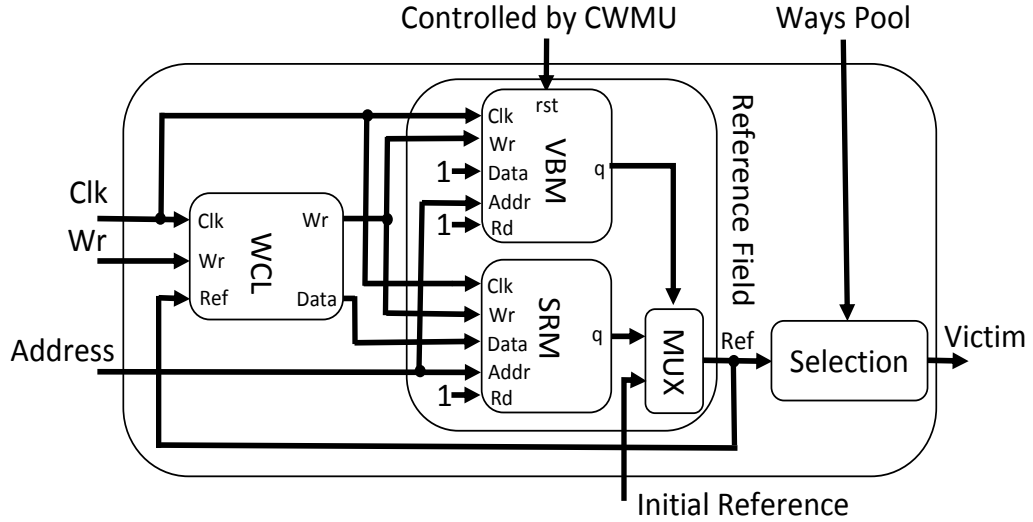 Controlled by CWMU
Ways Pool
rst
Clk
Wr
1
Data
Addr
1
Rd
VBM
q
Reference Field
Clk
Wr
Address
Clk
Wr
Ref
WCL
Wr
Data
Clk
Wr
Data
Addr
1
Rd
SRM
q
MUX
Ref
Selection
Victim
Initial Reference